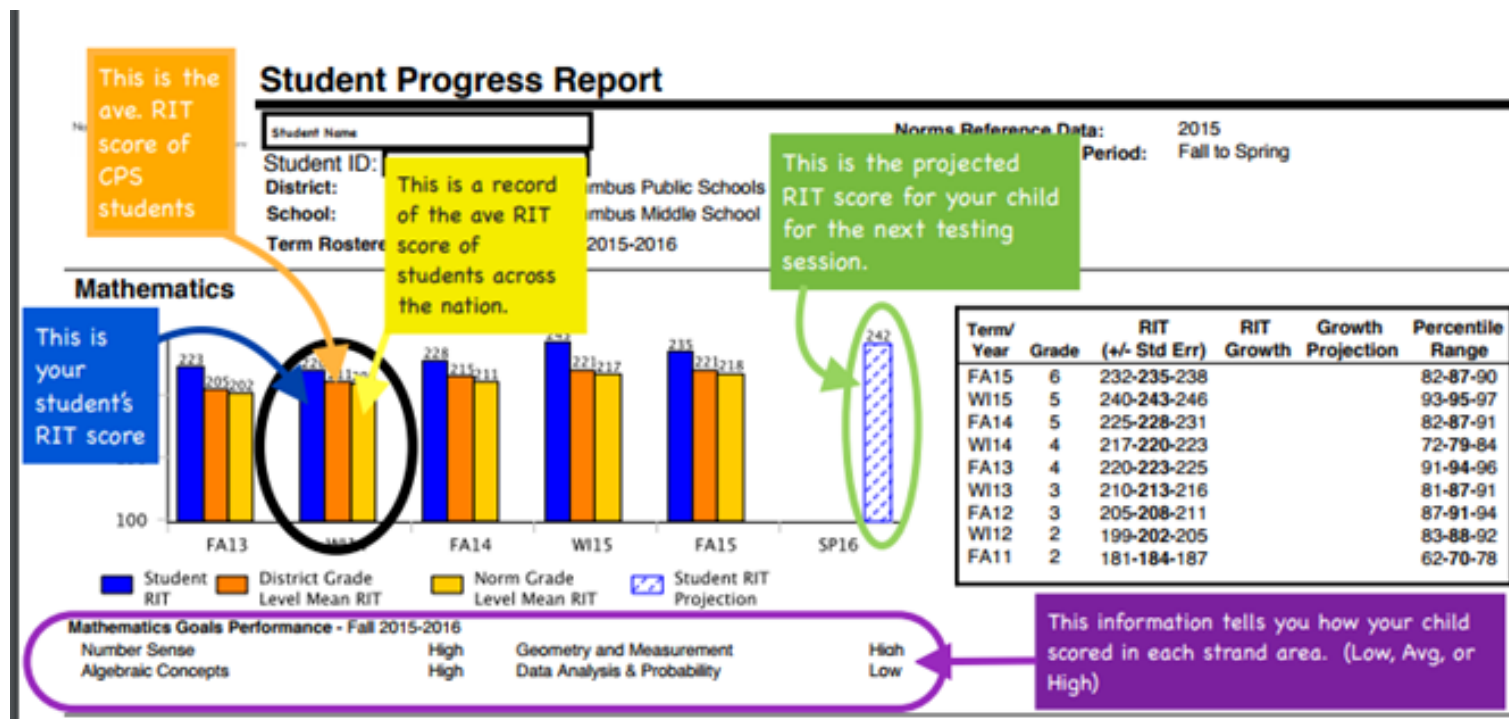 This is the
ave. RIT
score of
CPS
students
Student Progress Report
Student Name
Student ID:
District:
mbus Public Schools
School:
mbus Middle School
Term Rostere
2015-2016
Norms Reference Data:
2015
Period:
Fall to Spring
This is a record
of the ave RIT
score of
students across
the nation.
This is the projected
RIT score for your child
for the next testing
session.
Mathematics
This is
your
student's
RIT score
223 205 202
228 215 211
221 217
235 221 218
242
100
FA13 FA14 WI15 FA15 SP16
Student RIT
District Grade Level Mean RIT
Norm Grade Level Mean RIT
Student RIT Projection
Term/ Year Grade RIT (+/- Std Err) RIT Growth Growth Projection Percentile Range
FA15 6 232-235-238 82-87-90
WI15 5 240-243-246 93-95-97
FA14 5 225-228-231 82-87-91
WI14 4 217-220-223 72-79-84
FA13 4 220-223-225 91-94-96
WI13 3 210-213-216 81-87-91
FA12 3 205-208-211 87-91-94
WI12 2 199-202-205 83-88-92
FA11 2 181-184-187 62-70-78
Mathematics Goals Performance - Fall 2015-2016
Number Sense High Geometry and Measurement High
Algebraic Concepts High Data Analysis & Probability Low
This information tells you how your child
scored in each strand area. (Low, Avg, or
High)